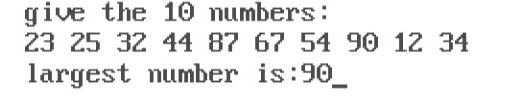 give the 10 numbers:
23 25 32 44 87 67 54 90 12 34
largest number is:90_